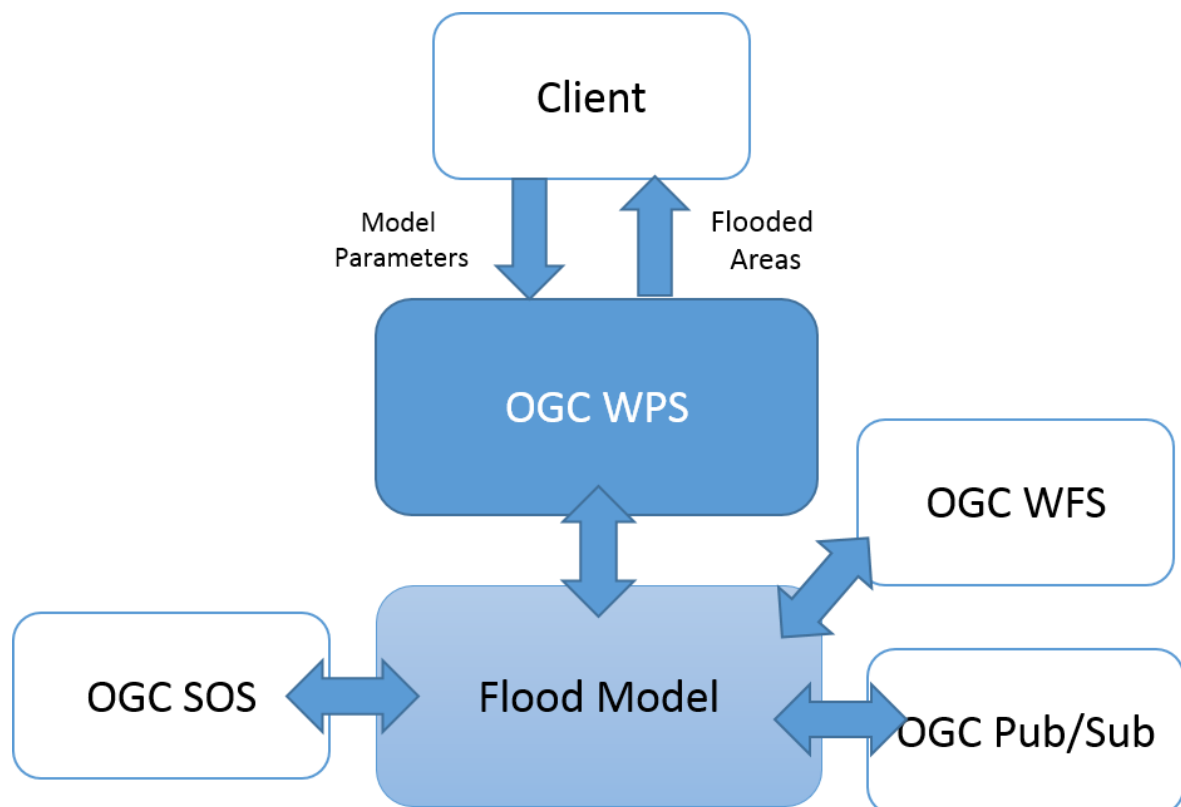 Client
Model
Parameters
Flooded
Areas
OGC WPS
OGC WFS
OGC SOS
Flood Model
OGC Pub/Sub